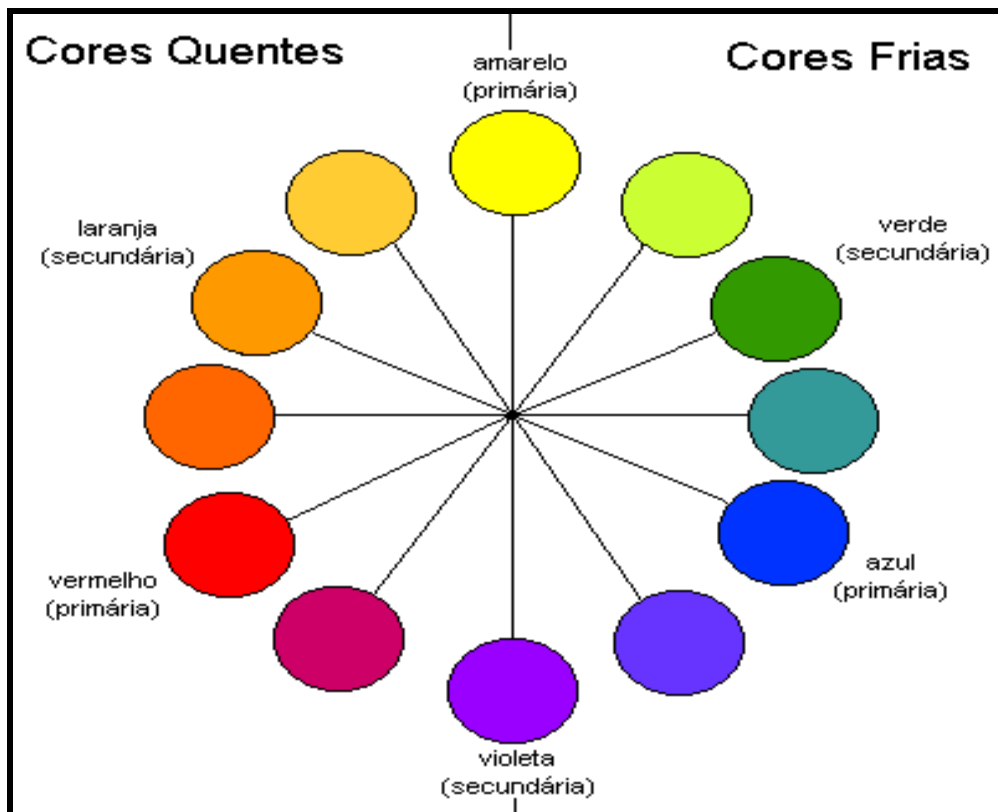 Cores Quentes
Cores Frias
amarelo
(primária)
laranja
(secundária)
verde
(secundária)
vermelho
(primária)
azul
(primária)
violeta
(secundária)